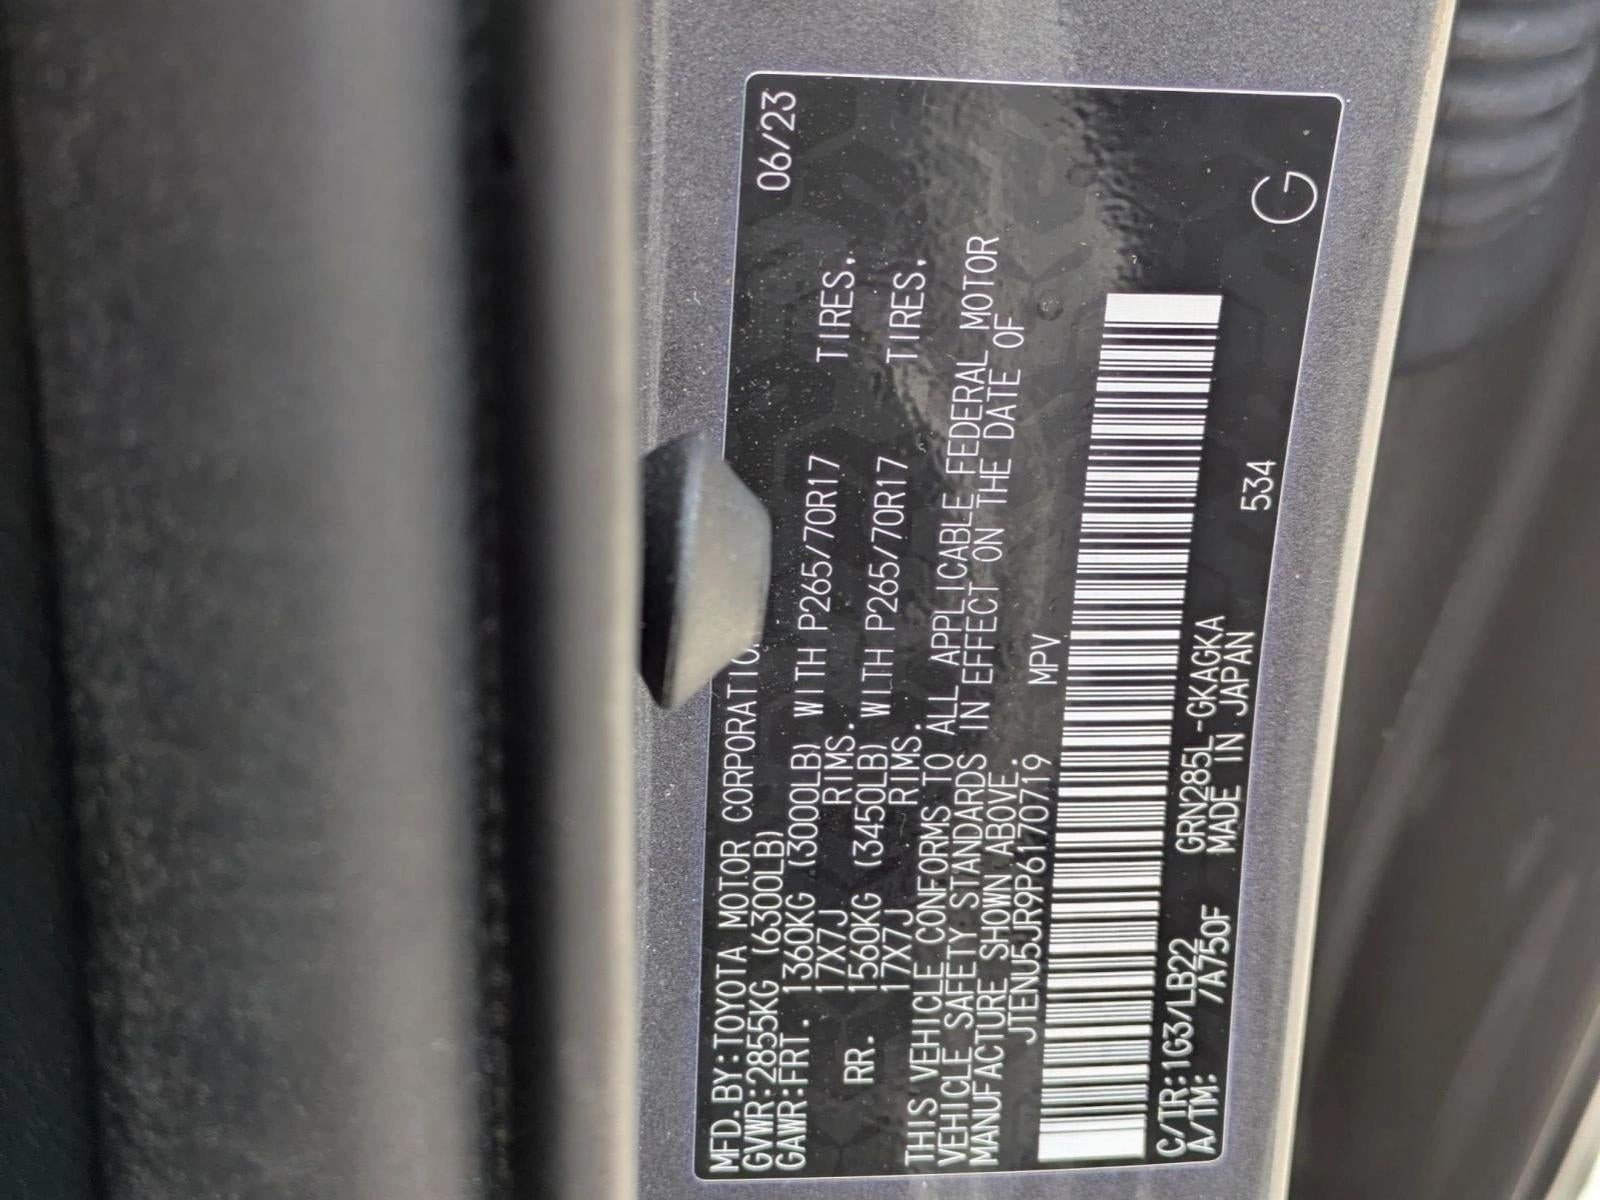 MFD.BY:TOYOTA MOTOR CORPORATIO 06/23
GVWR:2855KG (6300LB)
GAWR:FRT. 1360KG (3000LB) WITH P265/70R17 TIRES,
17X7J RIMS.
RR. 1560KG (3450LB) WITH P265/70R17 TIRES,
17X7J RIMS.
THIS VEHICLE CONFORMS TO ALL APPLICABLE FEDERAL MOTOR
VEHICLE SAFETY STANDARDS IN EFFECT ON THE DATE OF
MANUFACTURE SHOWN ABOVE.
JTENU5JR9P6170719 MPV
C/TR:1G3/LB22 GRN285L-GKAGKA 534 G
A/TM: /A750F MADE IN JAPAN